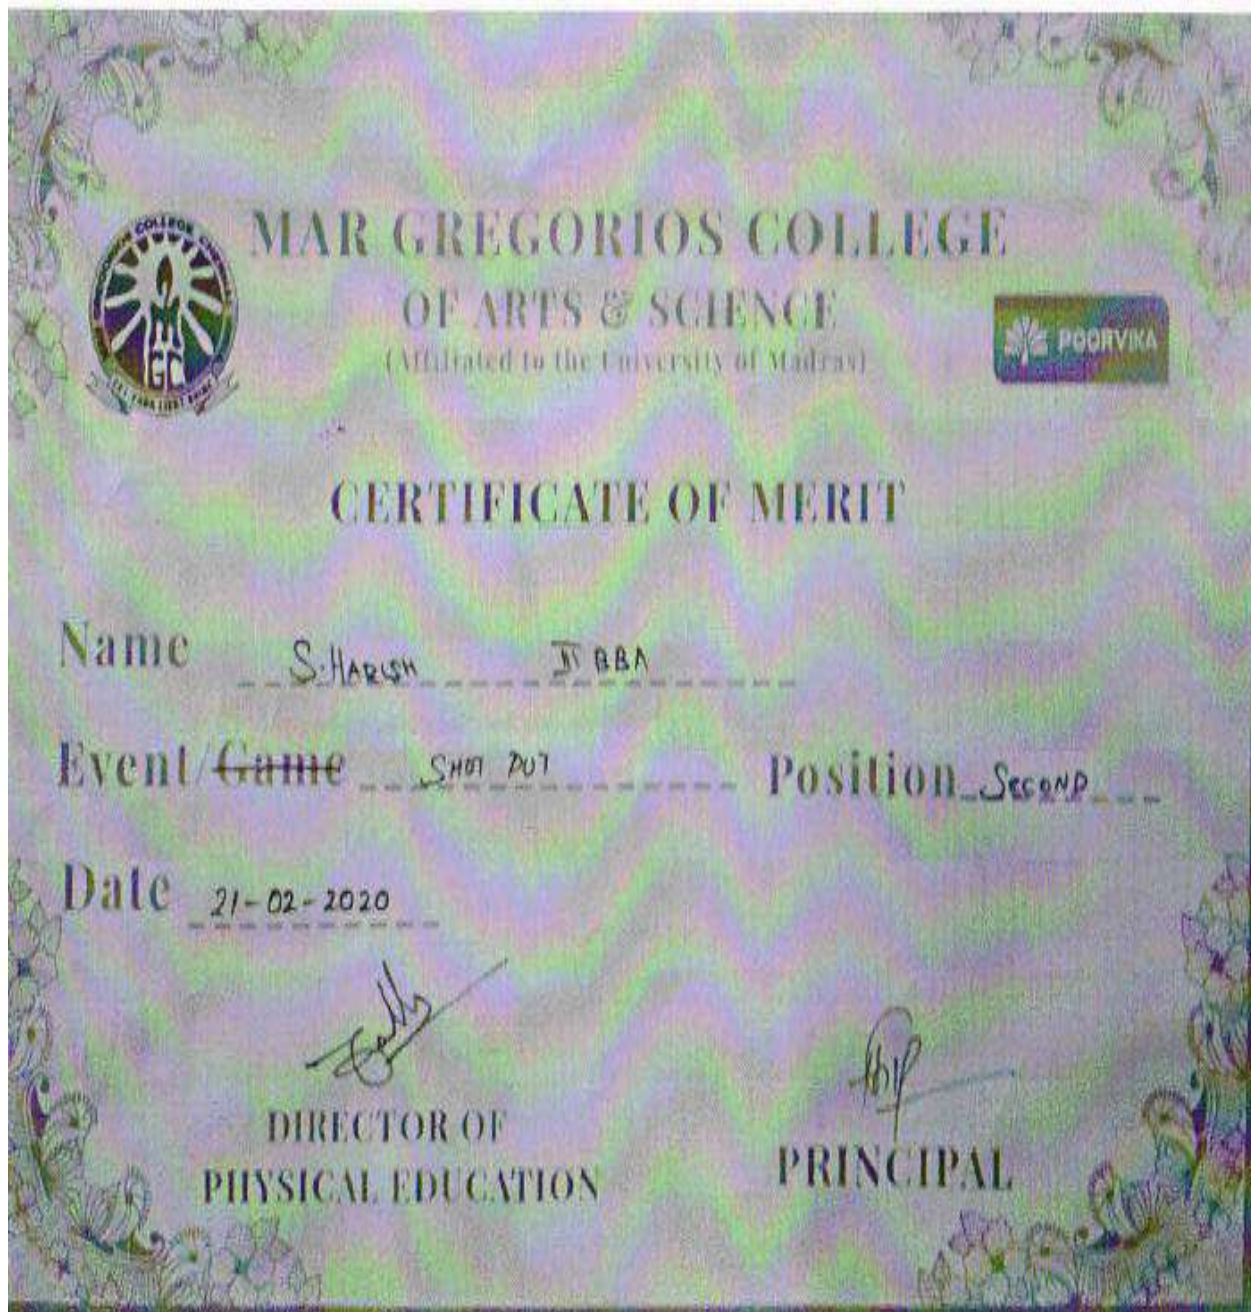 MAR GREGORIOS COLLEGE
OF ARTS & SCIENCE
(Affiliated to the University of Madras)
POORVIKA
CERTIFICATE OF MERIT
Name S. HARISH BBA
Event/Game SHOT PUT Position SECOND
Date 21-02-2020
DIRECTOR OF
PHYSICAL EDUCATION
PRINCIPAL